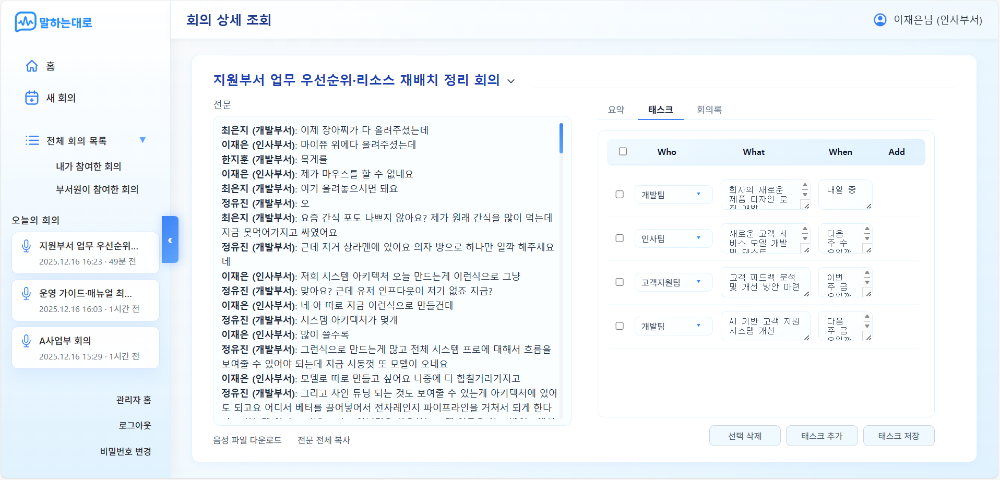 말하는대로
홈
새 회의
전체 회의 목록
내가 참여한 회의
부서원이 참여한 회의
오늘의 회의
지원부서 업무 우선순위...
2025.12.16 16:23 · 49분 전
운영 가이드·매뉴얼 최...
2025.12.16 16:03 · 1시간 전
A사업부 회의
2025.12.16 15:29 · 1시간 전
관리자 홈
로그아웃
비밀번호 변경
회의 상세 조회
이재은님 (인사부서)
지원부서 업무 우선순위·리소스 재배치 정리 회의
전문
최은지 (개발부서): 이제 장아찌가 다 올려주셨는데
이재은 (인사부서): 마이쮸 위에다 올려주셨는데
한지훈 (개발부서): 목게를
이재은 (인사부서): 제가 마우스를 할 수 없네요
최은지 (개발부서): 여기 올려놓으시면 돼요
정유진 (개발부서): 오
최은지 (개발부서): 요즘 간식 포도 나쁘지 않아요? 제가 원래 간식을 많이 먹는데
지금 못먹어가지고 싸였어요
정유진 (개발부서): 근데 저거 상라맨에 있어요 의자 방으로 하나만 일깍 해주세요
네
이재은 (인사부서): 저희 시스템 아키텍처 오늘 만드는게 이런식으로 그냥
정유진 (개발부서): 맞아요? 근데 유저 인프다웃이 저기 없죠 지금?
이재은 (인사부서): 네 아 따로 지금 이런식으로 만들건데
정유진 (개발부서): 시스템 아키텍처가 몇개
이재은 (인사부서): 많이 쓸수록
정유진 (개발부서): 그런식으로 만드는게 많고 전체 시스템 프로에 대해서 흐름을
보여줄 수 있어야 되는데 지금 시동껏 또 모델이 오네요
이재은 (인사부서): 모델로 따로 만들고 싶어요 나중에 다 합칠거라가지고
정유진 (개발부서): 그리고 사인 튜닝 되는 것도 보여줄 수 있는게 아키텍처에 있어
도 되고요 어디서 베터를 끌어넣어서 전자레인지 파이프라인을 거쳐서 되게 한다
음성 파일 다운로드
전문 전체 복사
요약
태스크
회의록
Who What When Add
개발팀
회사의 새로운
제품 디자인 로
직 개발
내일 중
인사팀
새로운 고객 서
비스 모델 개발
및 테스트
다음
주 수
요일까
고객지원팀
고객 피드백 분석
및 개선 방안 마련
이번
주 금
요일까
개발팀
AI 기반 고객 지원
시스템 개선
다음
주 금
요일까
선택 삭제
태스크 추가
태스크 저장